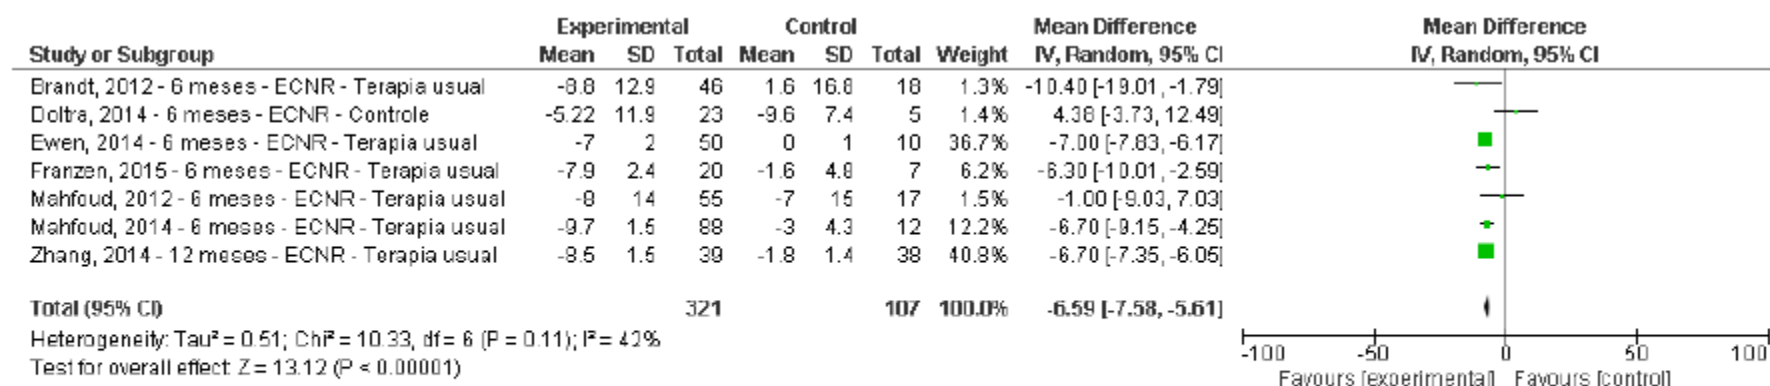 Experimental Control Mean Difference Mean Difference
Study or Subgroup Mean SD Total Mean SD Total Weight IV, Random, 95% CI IV, Random, 95% CI
Brandt, 2012 - 6 meses - ECNR - Terapia usual -8.8 12.9 46 1.6 16.8 18 1.3% -10.40 [-19.01, -1.79]
Doltra, 2014 - 6 meses - ECNR - Controle -5.22 11.9 23 -9.6 7.4 5 1.4% 4.38 [-3.73, 12.49]
Ewen, 2014 - 6 meses - ECNR - Terapia usual -7 2 50 0 1 10 36.7% -7.00 [-7.83, -6.17]
Franzen, 2015 - 6 meses - ECNR - Terapia usual -7.9 2.4 20 -1.6 4.8 7 6.2% -6.30 [-10.01, -2.59]
Mahfoud, 2012 - 6 meses - ECNR - Terapia usual -8 14 55 -7 15 17 1.5% -1.00 [-9.03, 7.03]
Mahfoud, 2014 - 6 meses - ECNR - Terapia usual -9.7 1.5 88 -3 4.3 12 12.2% -6.70 [-9.15, -4.25]
Zhang, 2014 - 12 meses - ECNR - Terapia usual -8.5 1.5 39 -1.8 1.4 38 40.8% -6.70 [-7.35, -6.05]
Total (95% CI) 321 107 100.0% -6.59 [-7.58, -5.61]
Heterogeneity: Tau² = 0.51; Chi² = 10.33, df = 6 (P = 0.11); I² = 42%
Test for overall effect: Z = 13.12 (P < 0.00001)
-100 -50 0 50 100
Favours [experimental] Favours [control]